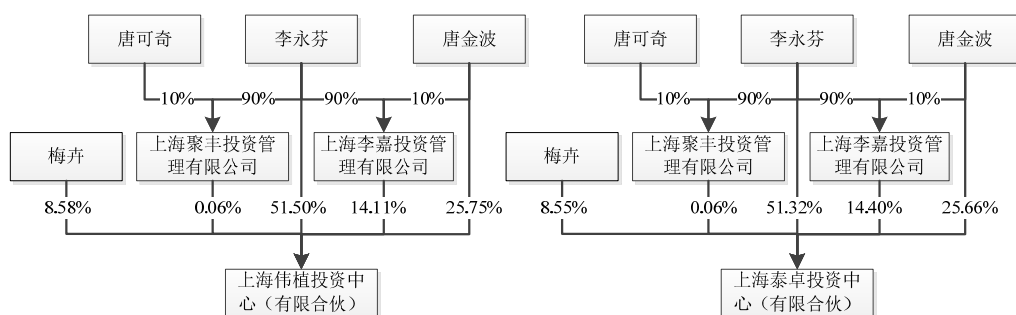 唐可奇
李永芬
唐金波
唐可奇
李永芬
唐金波
10%
90%
90%
10%
10%
90%
90%
10%
梅卉
上海聚丰投资管
理有限公司
上海李嘉投资管
理有限公司
梅卉
上海聚丰投资管
理有限公司
上海李嘉投资管
理有限公司
8.58%
0.06%
51.50%
14.11%
25.75%
8.55%
0.06%
51.32%
14.40%
25.66%
上海伟植投资中
心（有限合伙）
上海泰卓投资中
心（有限合伙）